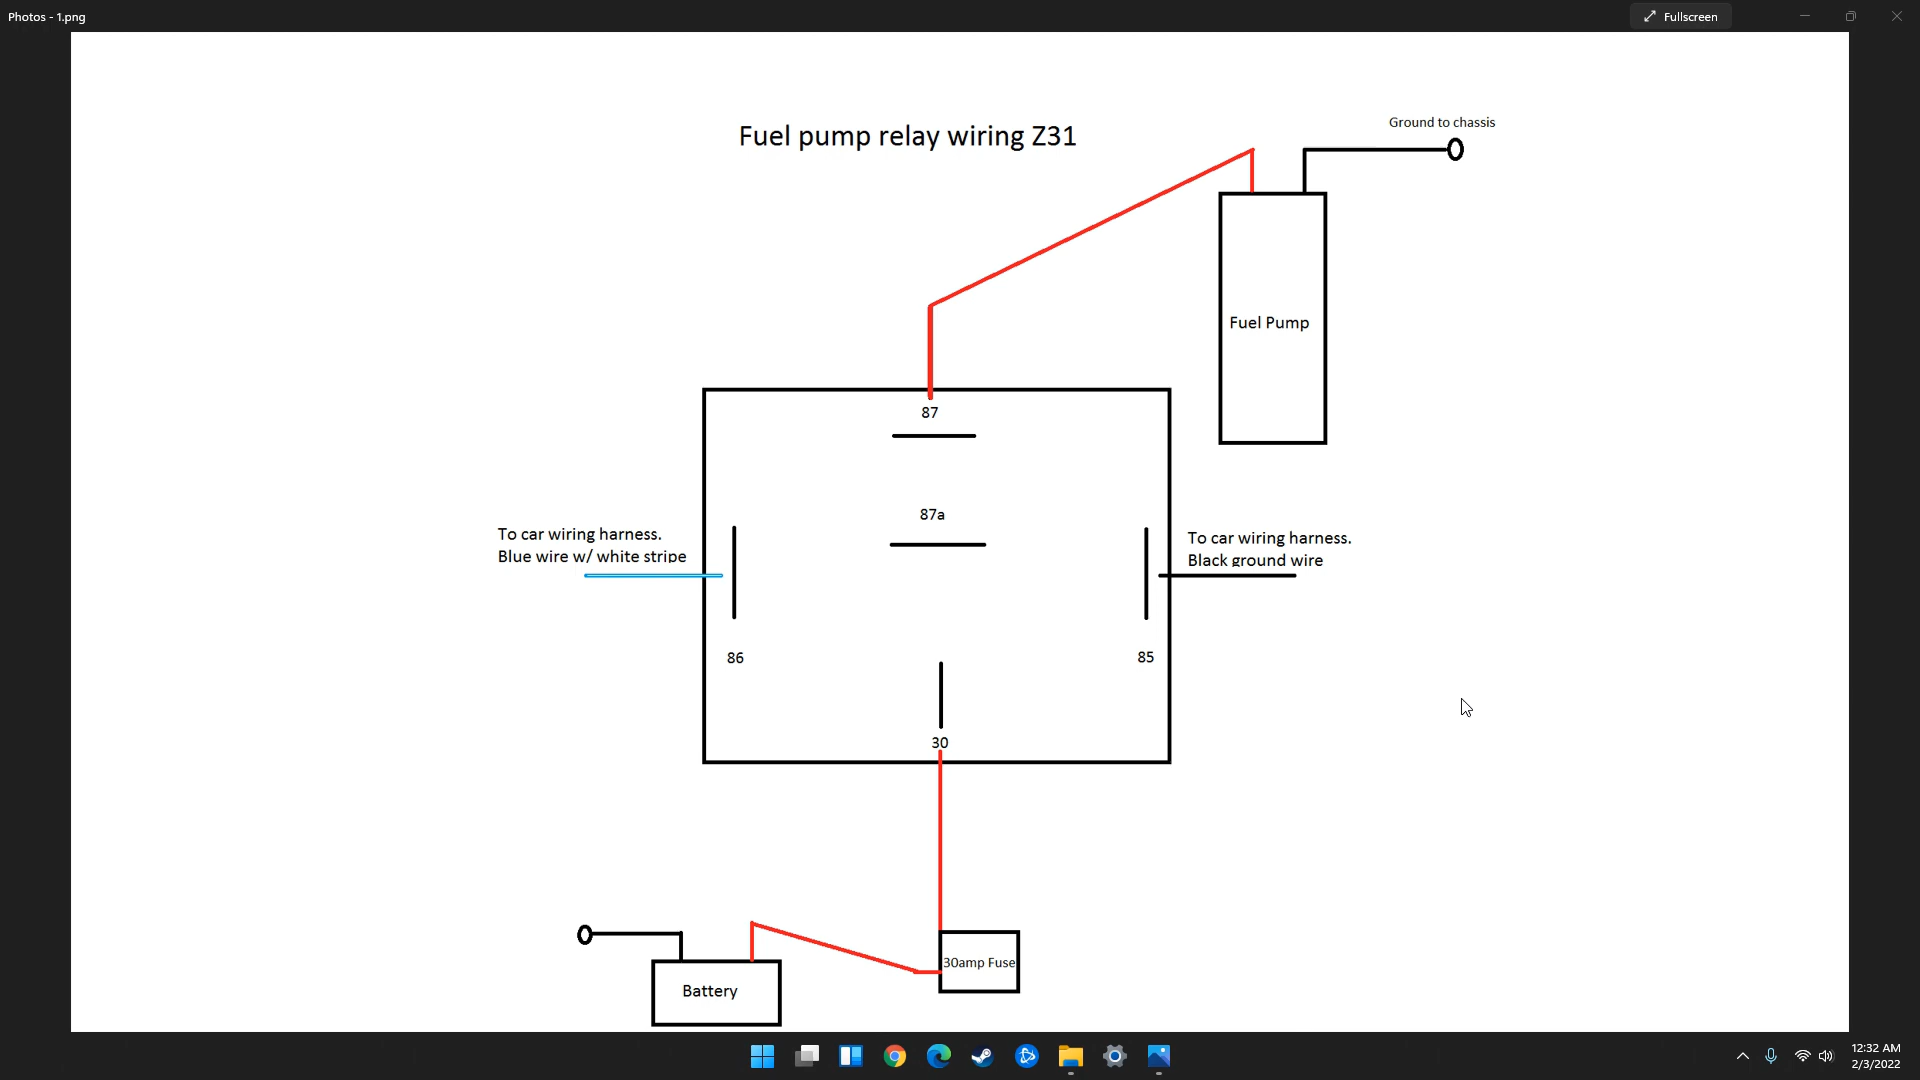 Photos - 1.png
Fullscreen
Fuel pump relay wiring Z31
Ground to chassis
Fuel Pump
87
87a
To car wiring harness.
Blue wire w/ white stripe
To car wiring harness.
Black ground wire
86
85
30
30amp Fuse
Battery
12:32 AM
2/3/2022